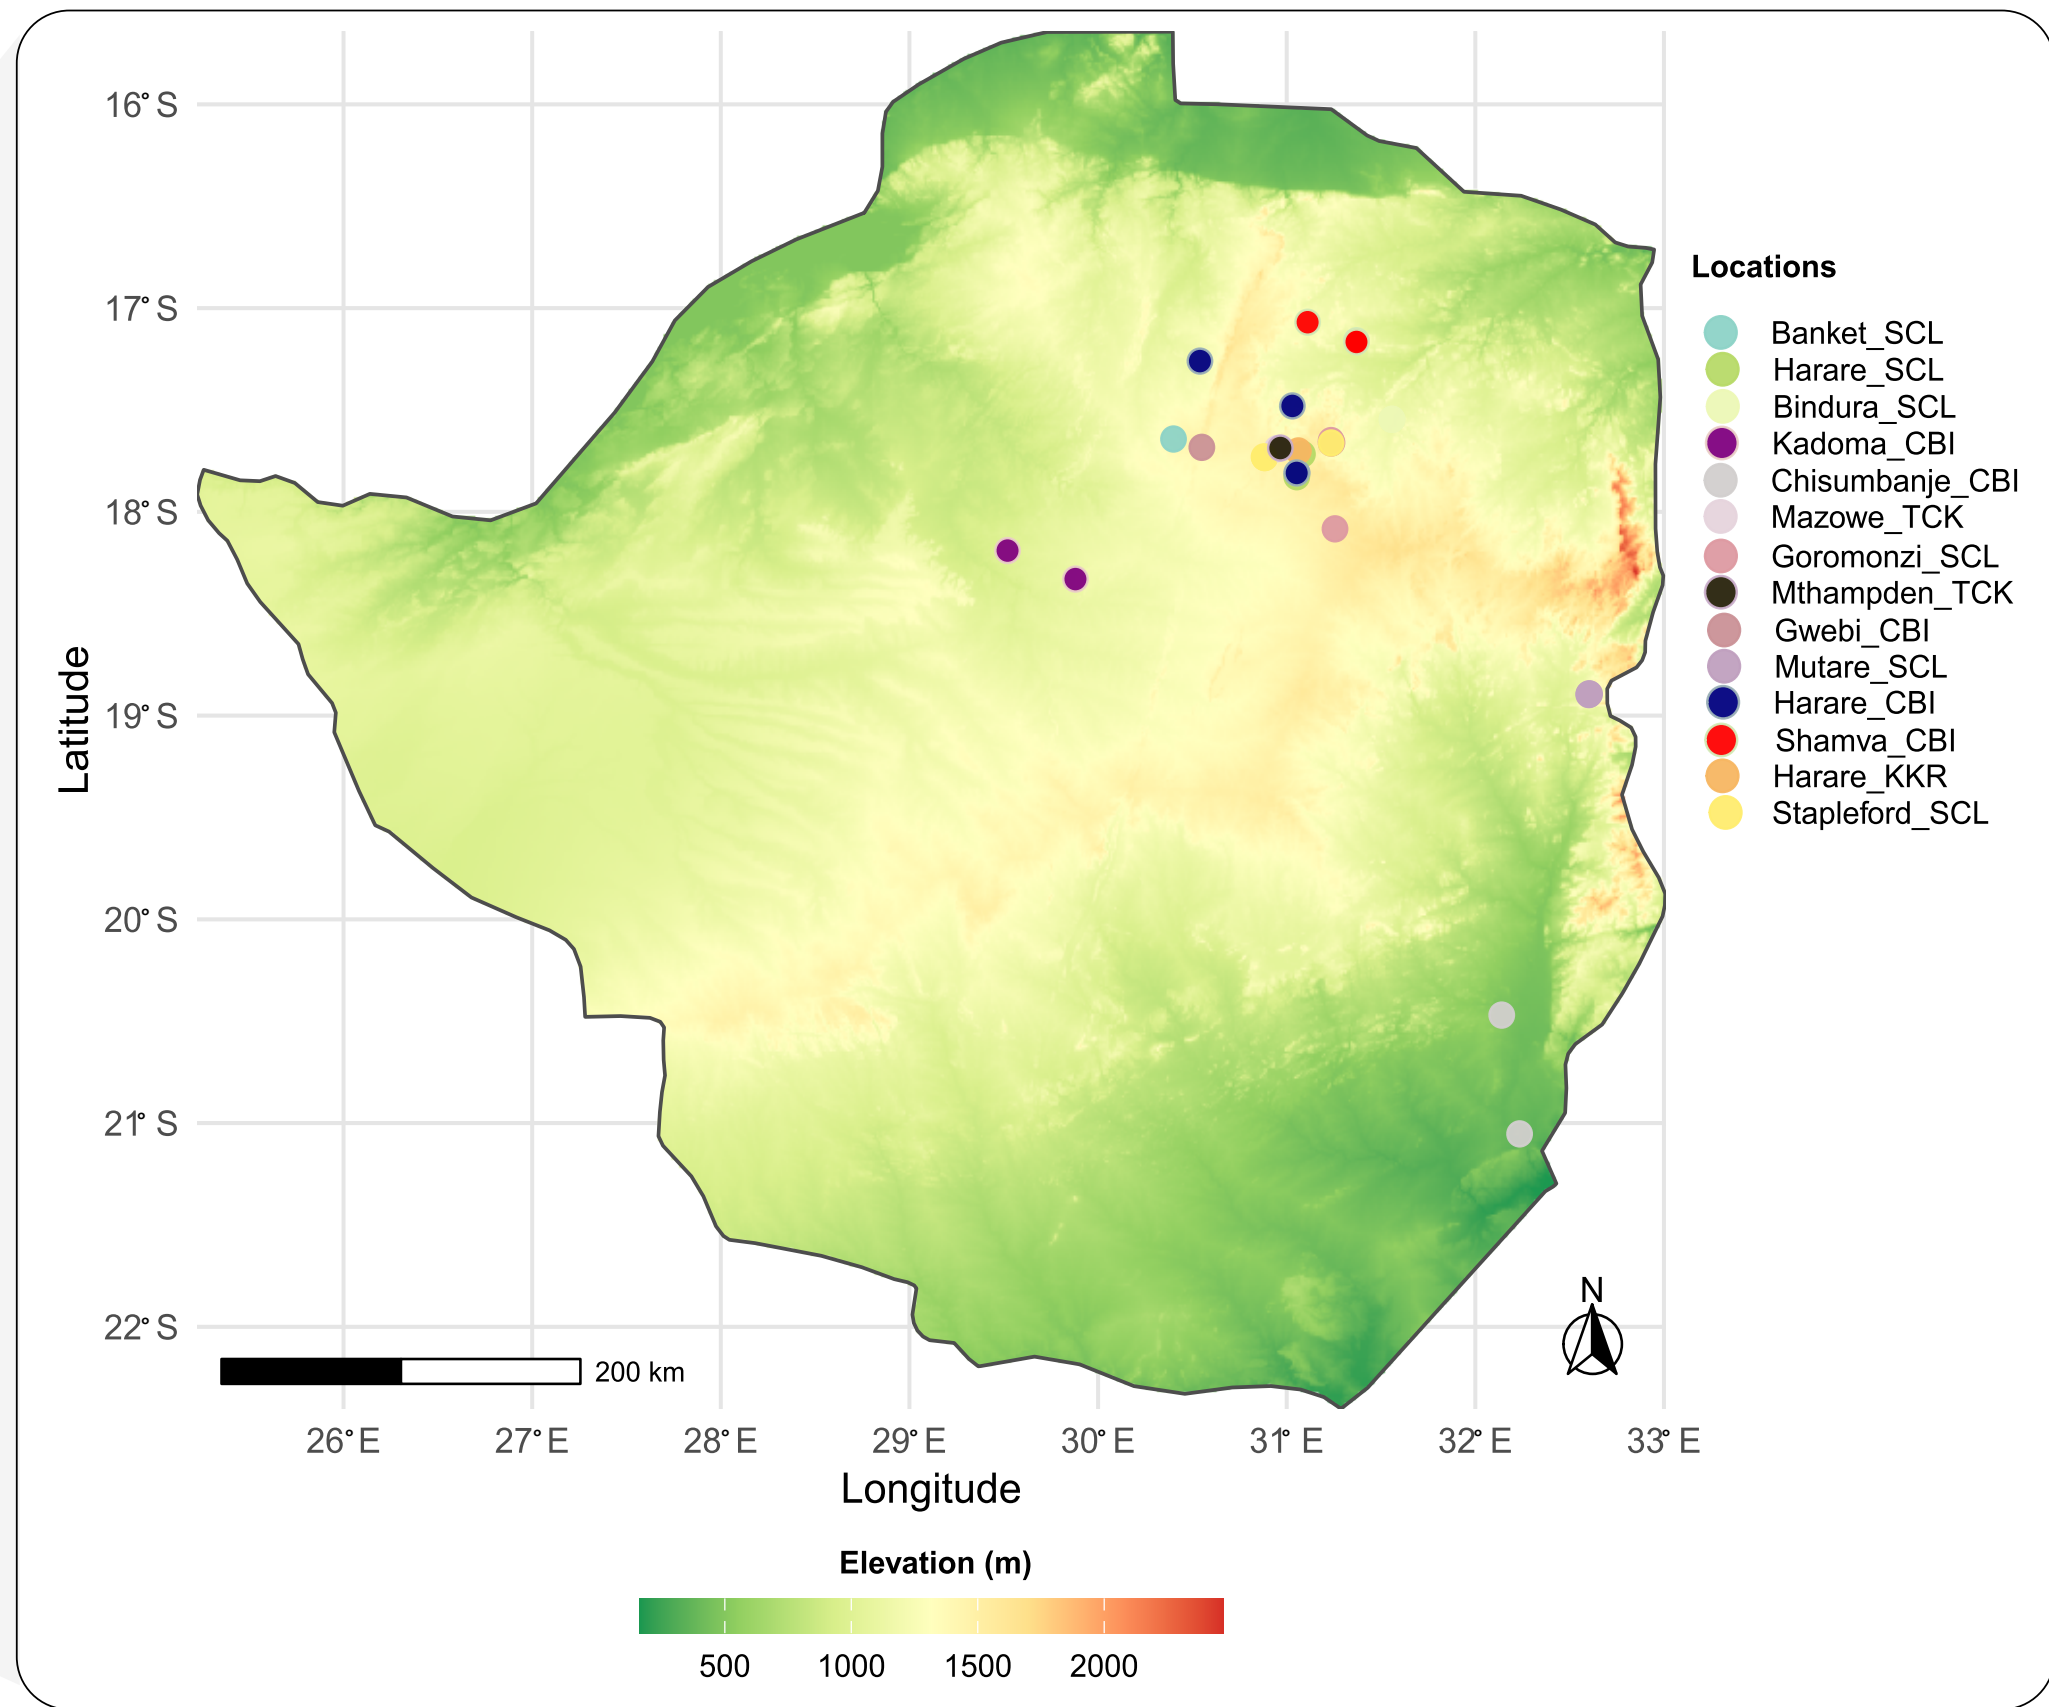 16°S
17°S
18°S
19°S
20°S
21°S
22°S
Latitude
26°E
27°E
28°E
29°E
30°E
31°E
32°E
33°E
Longitude
200 km
N
Locations
Banket_SCL
Harare_SCL
Bindura_SCL
Kadoma_CBI
Chisumbanje_CBI
Mazowe_TCK
Goromonzi_SCL
Mthampden_TCK
Gwebi_CBI
Mutare_SCL
Harare_CBI
Shamva_CBI
Harare_KKR
Stapleford_SCL
Elevation (m)
500
1000
1500
2000